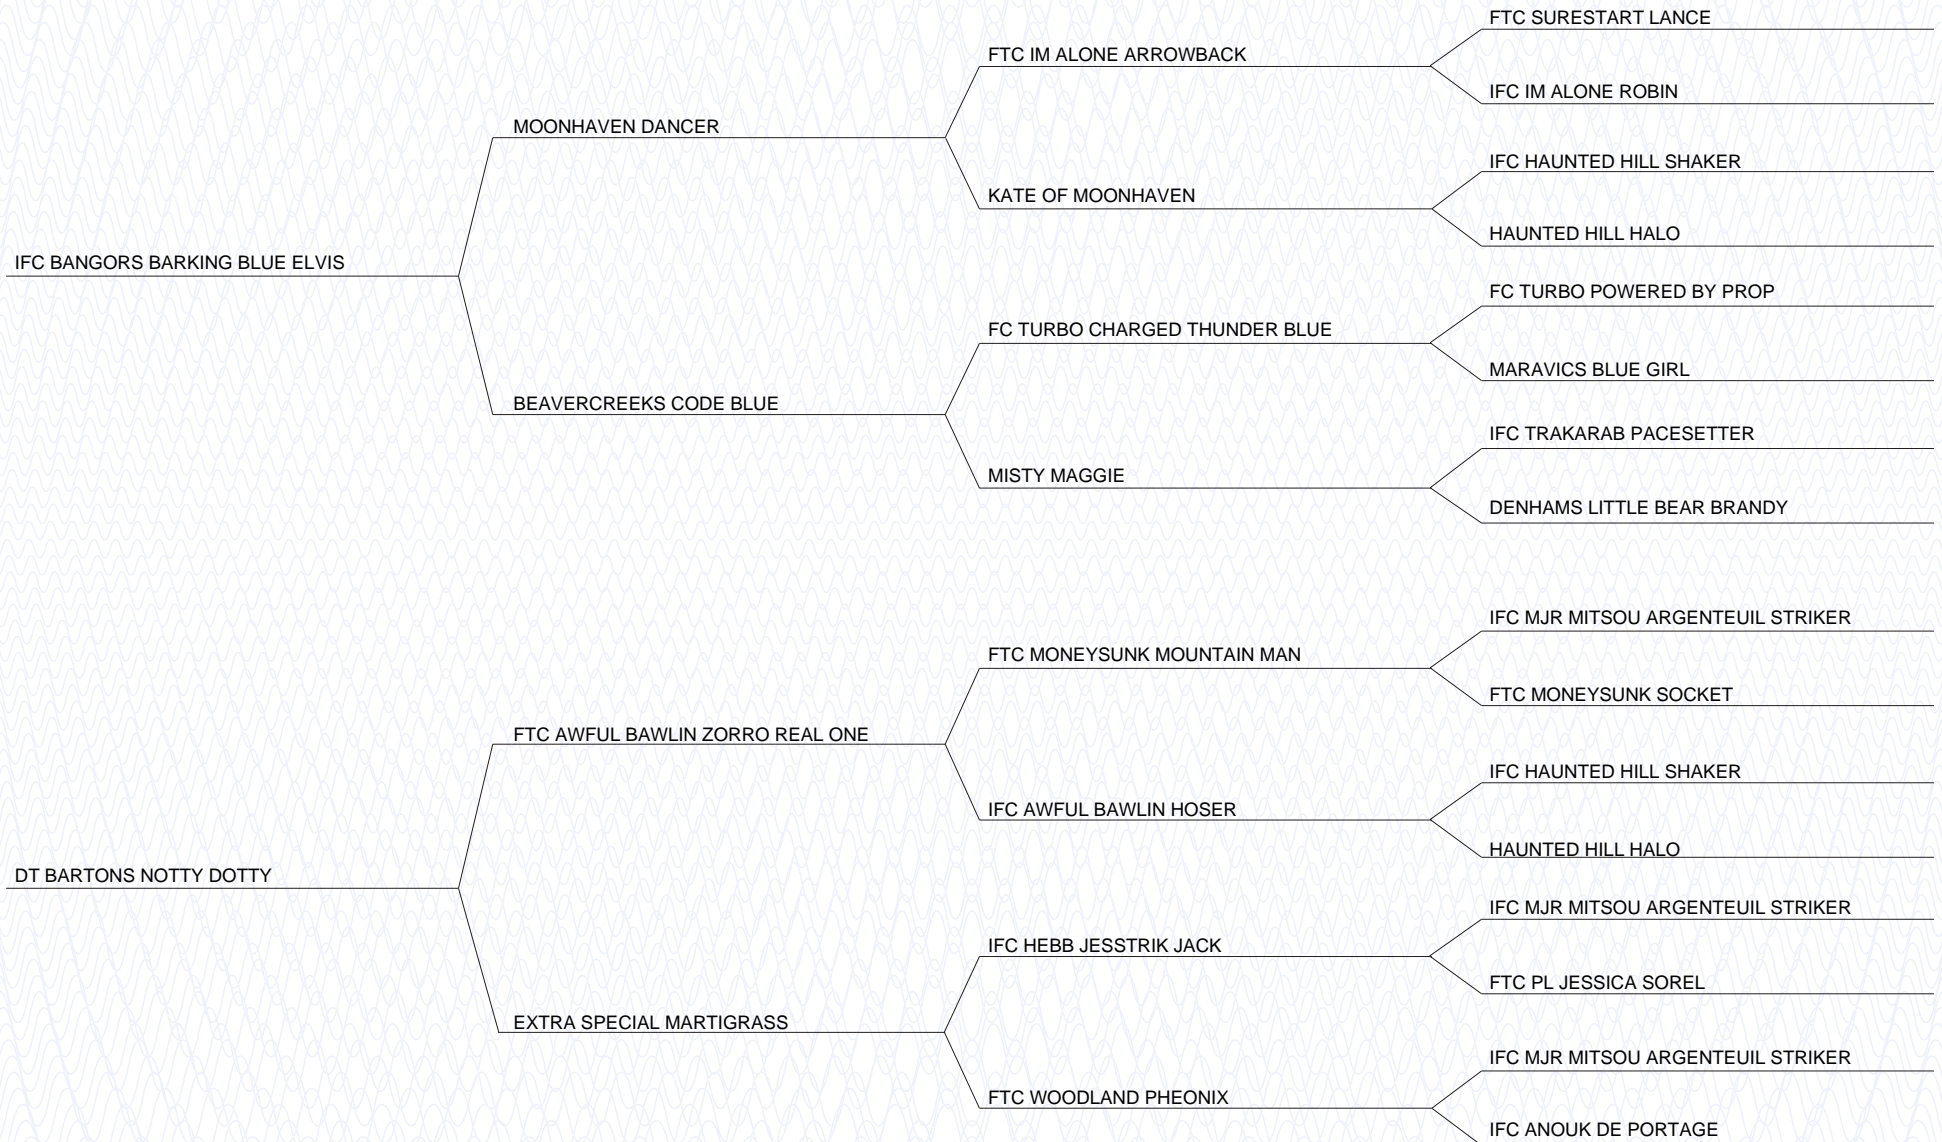 FTC SURESTART LANCE
FTC IM ALONE ARROWBACK
IFC IM ALONE ROBIN
MOONHAVEN DANCER
IFC HAUNTED HILL SHAKER
KATE OF MOONHAVEN
HAUNTED HILL HALO
IFC BANGORS BARKING BLUE ELVIS
FC TURBO POWERED BY PROP
FC TURBO CHARGED THUNDER BLUE
MARAVICS BLUE GIRL
BEAVERCREEKS CODE BLUE
IFC TRAKARAB PACESETTER
MISTY MAGGIE
DENHAMS LITTLE BEAR BRANDY
IFC MJR MITSOU ARGENTEUIL STRIKER
FTC MONEYSUNK MOUNTAIN MAN
FTC MONEYSUNK SOCKET
FTC AWFUL BAWLIN ZORRO REAL ONE
IFC HAUNTED HILL SHAKER
IFC AWFUL BAWLIN HOSER
HAUNTED HILL HALO
DT BARTONS NOTTY DOTTY
IFC MJR MITSOU ARGENTEUIL STRIKER
IFC HEBB JESSTRIK JACK
FTC PL JESSICA SOREL
EXTRA SPECIAL MARTIGRASS
IFC MJR MITSOU ARGENTEUIL STRIKER
FTC WOODLAND PHEONIX
IFC ANOUK DE PORTAGE